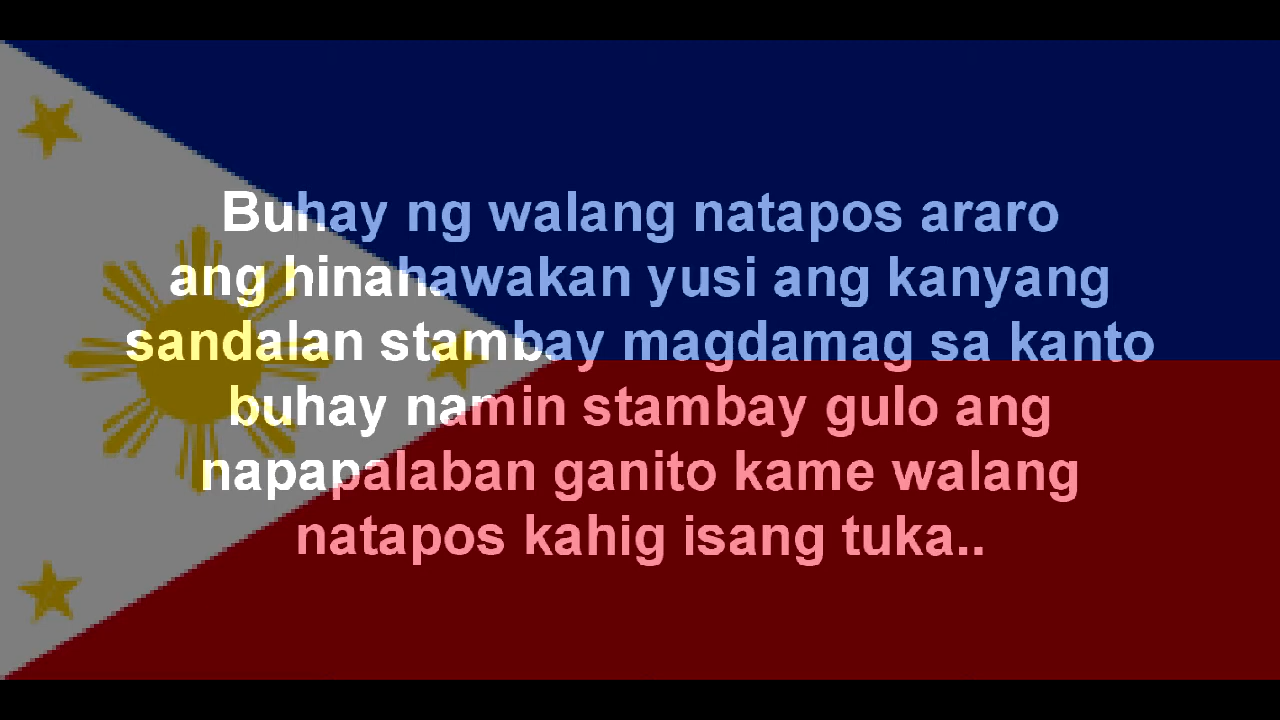 Buhay ng walang natapos araro
ang hinahawakan yusi ang kanyang
sandalan stambay magdamag sa kanto
buhay namin stambay gulo ang
napapalaban ganito kame walang
natapos kahig isang tuka..